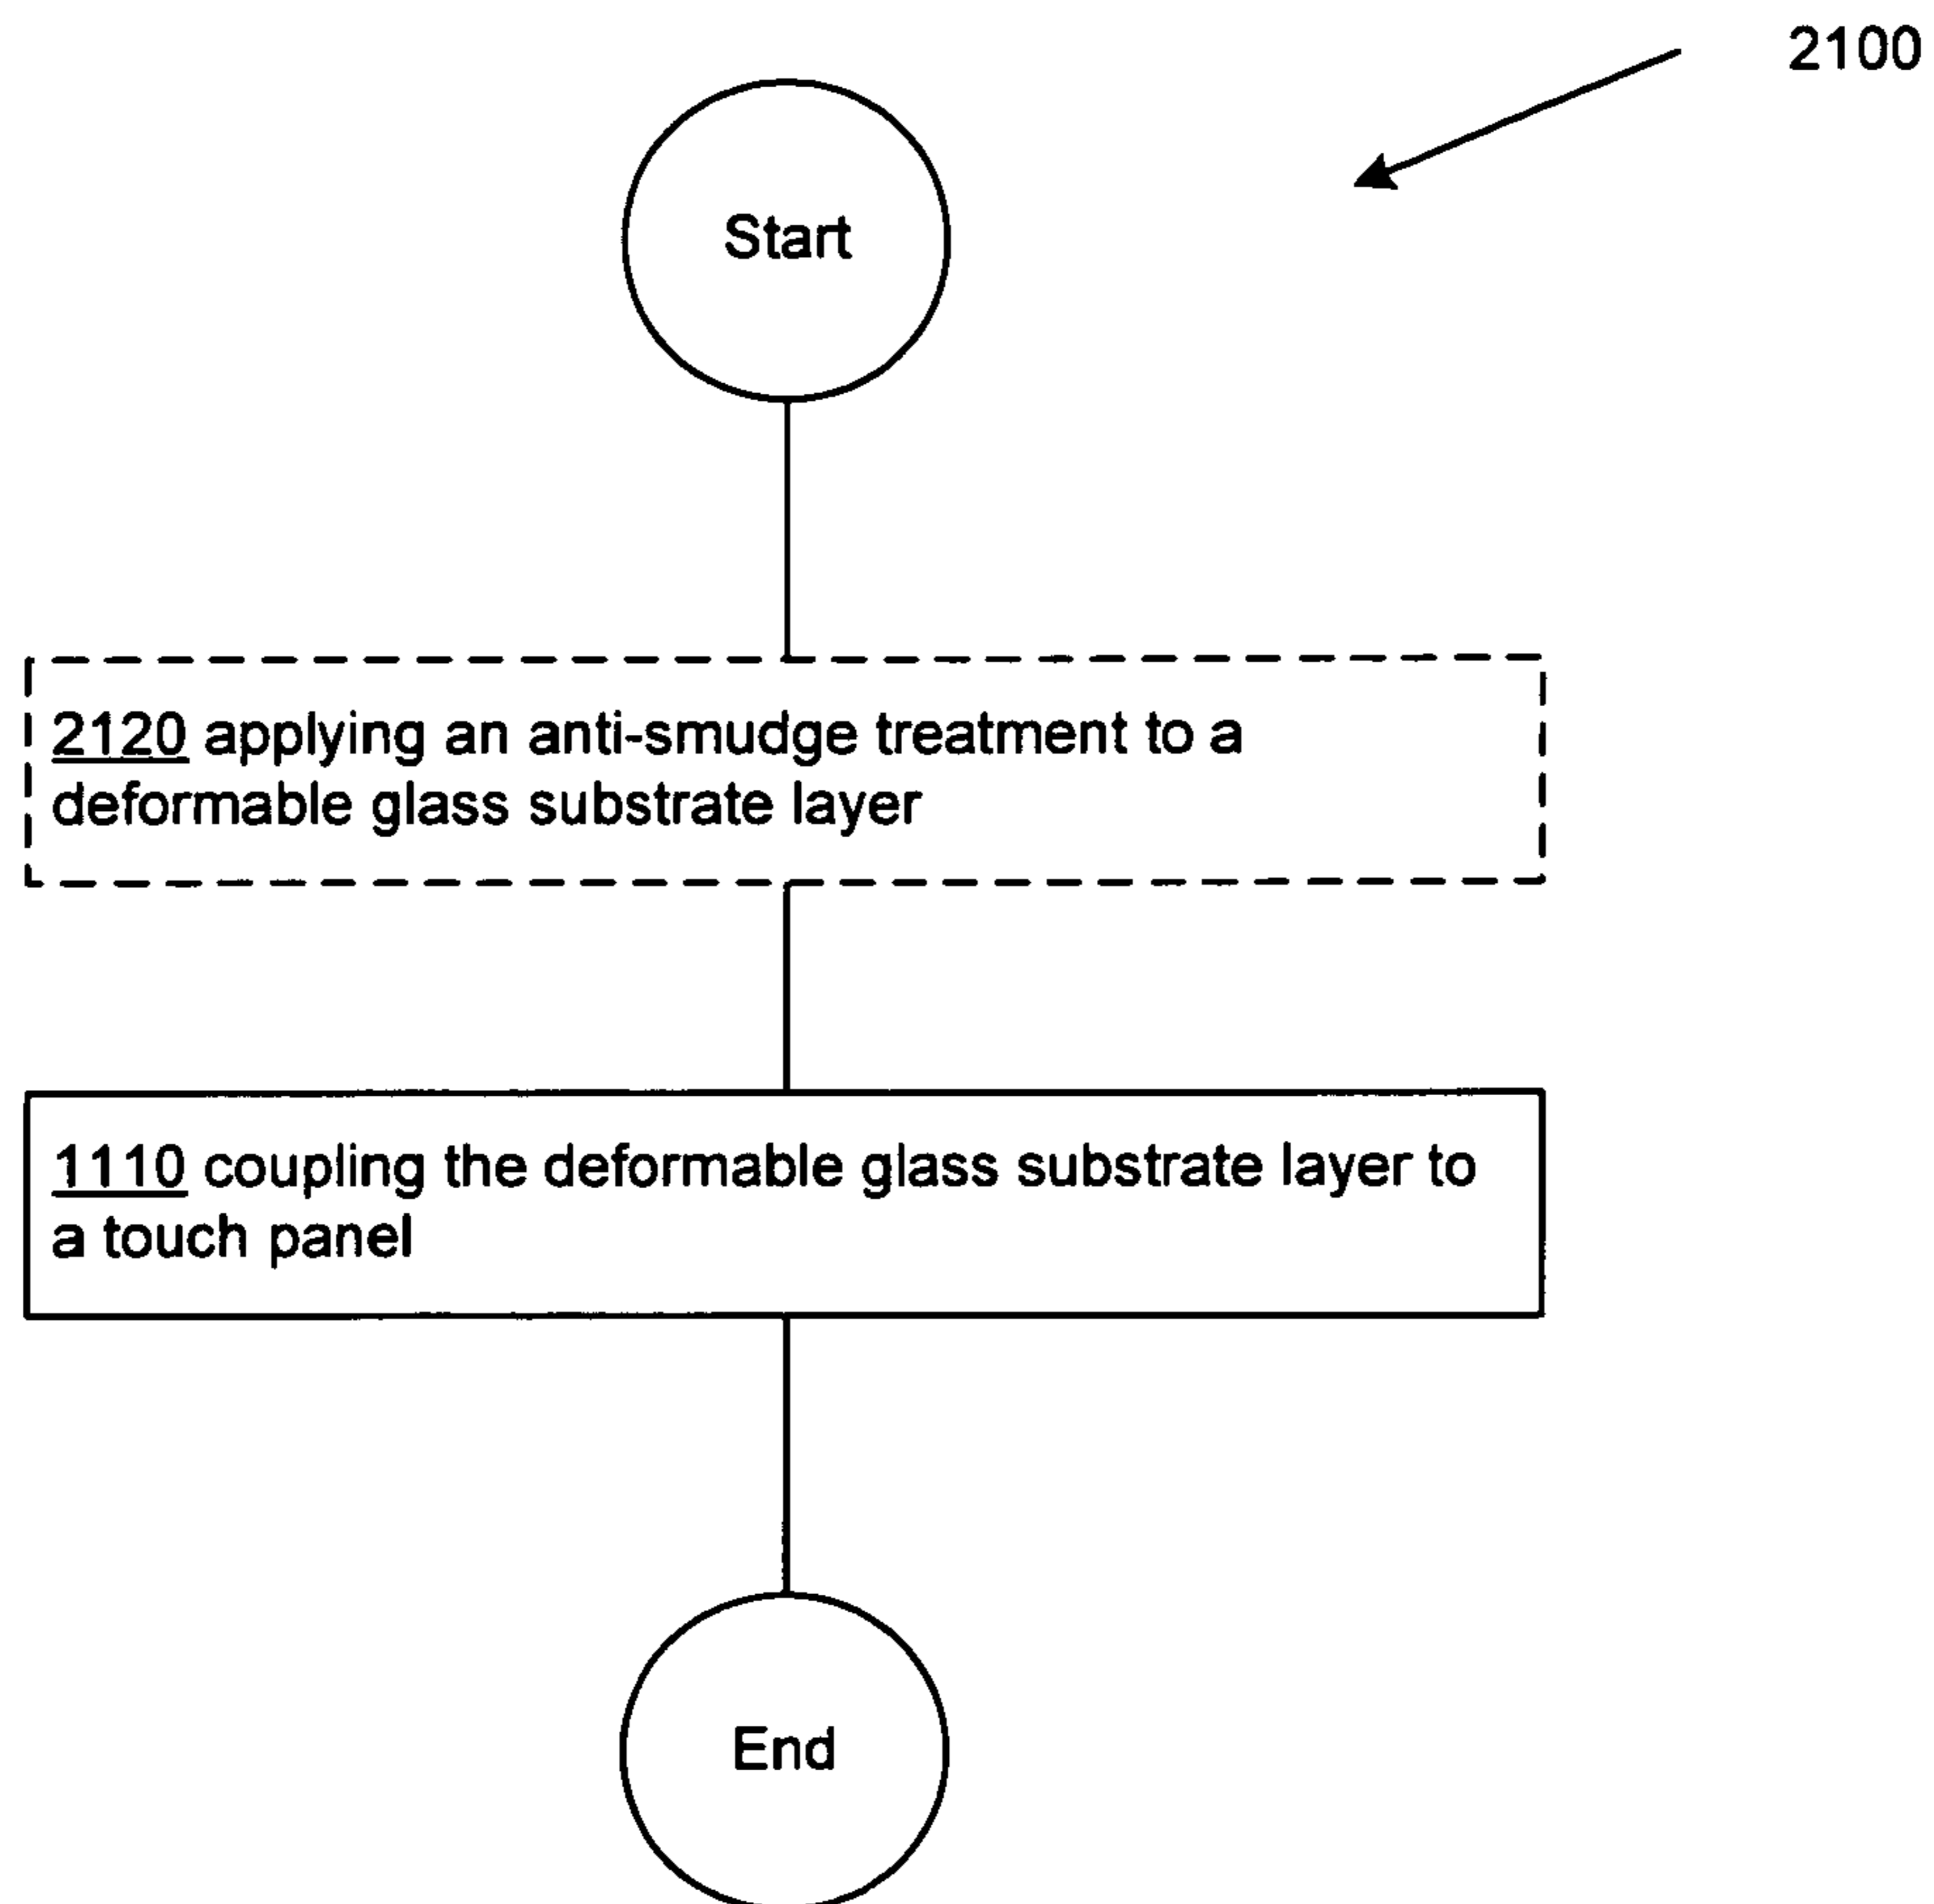 2100
Start
2120 applying an anti-smudge treatment to a
deformable glass substrate layer
1110 coupling the deformable glass substrate layer to
a touch panel
End